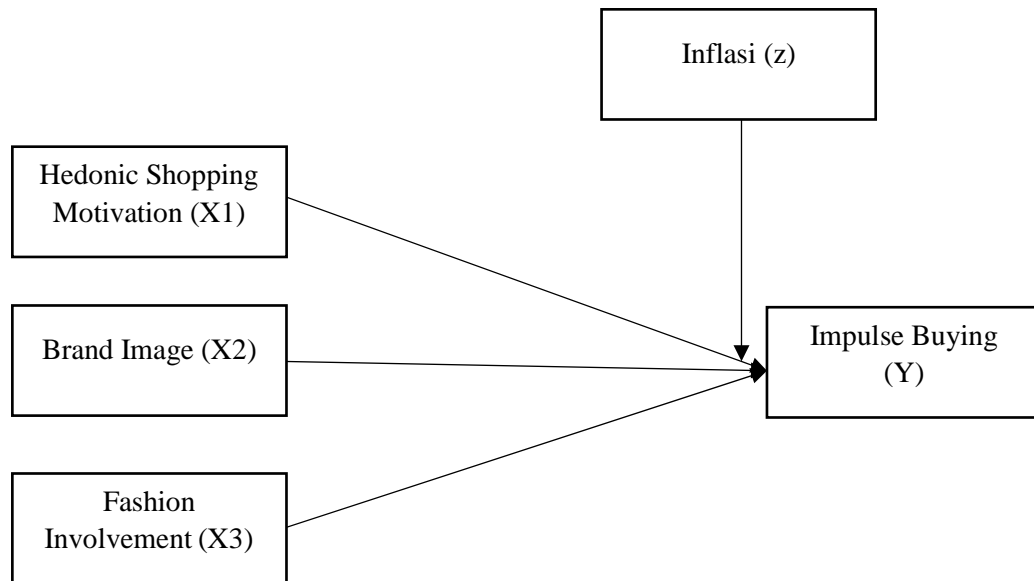 Inflasi (z)
Hedonic Shopping
Motivation (X1)
Brand Image (X2)
Impulse Buying
(Y)
Fashion
Involvement (X3)